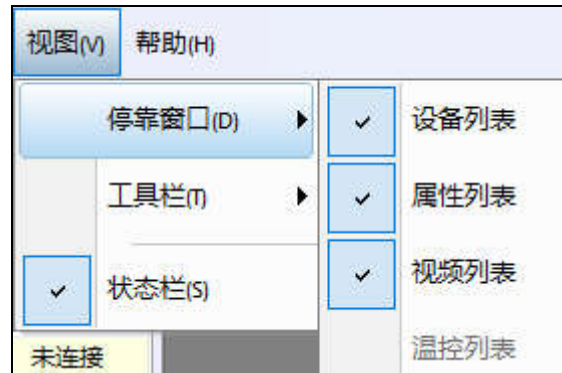 视图(V) 帮助(H)
停靠窗口(D)
工具栏(T)
状态栏(S)
设备列表
属性列表
视频列表
温控列表
未连接